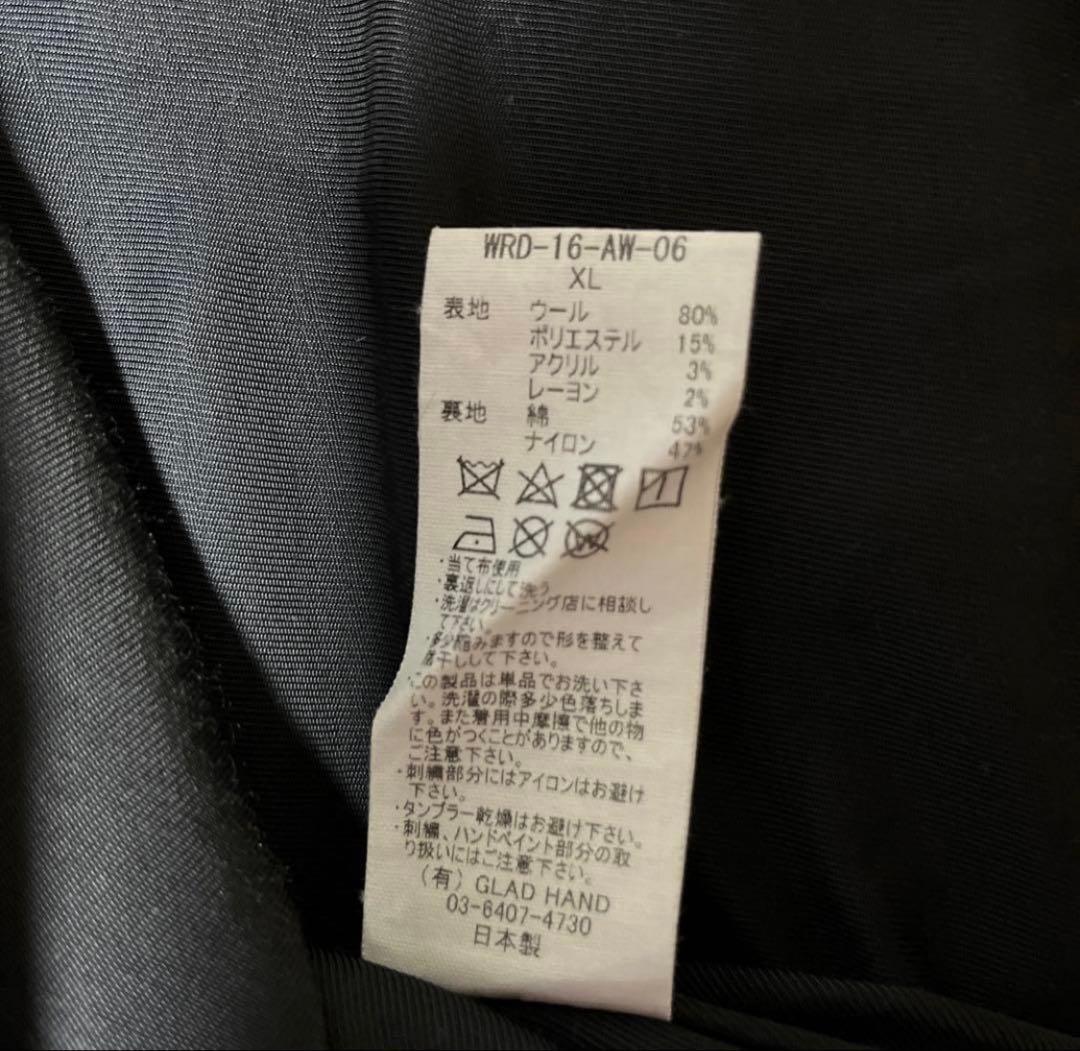 WRD-16-AW-06
XL
表地 ウール 80%
ポリエステル 15%
アクリル 3%
レーヨン 2%
裏地 綿 53%
ナイロン 47%
・当て布使用
・裏返しにして洗う
・洗濯はクリーニング店に相談し
て下さい。
・多少縮みますので形を整えて
陰干しして下さい。
・この製品は単品でお洗い下さ
い。洗濯の際多少色落ちしま
す。また着用中摩擦で他の物
に色がつくことがありますので、
ご注意下さい。
・刺繍部分にはアイロンはお避け
下さい。
・タンブラー乾燥はお避け下さい。
・刺繍、ハンドペイント部分の取
り扱いにはご注意下さい。
(有) GLAD HAND
03-6407-4730
日本製